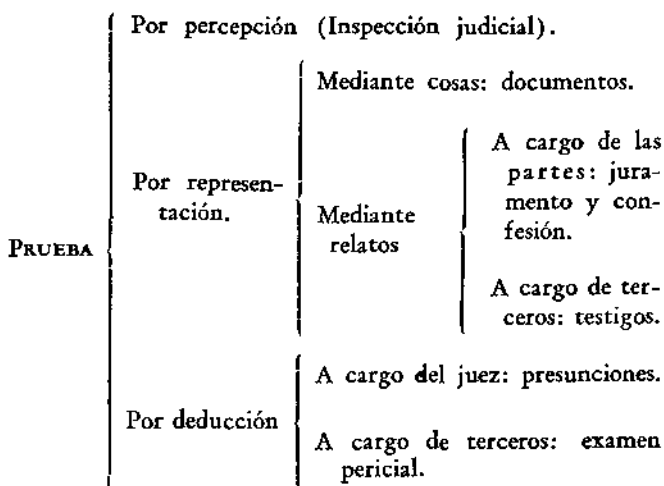 Por percepción (Inspección judicial).
Mediante cosas: documentos.
Por represen-
tación.
Mediante
relatos
A cargo de las
partes: jura-
mento y con-
fesión.
A cargo de ter-
ceros: testigos.
PRUEBA
Por deducción
A cargo del juez: presunciones.
A cargo de terceros: examen
pericial.